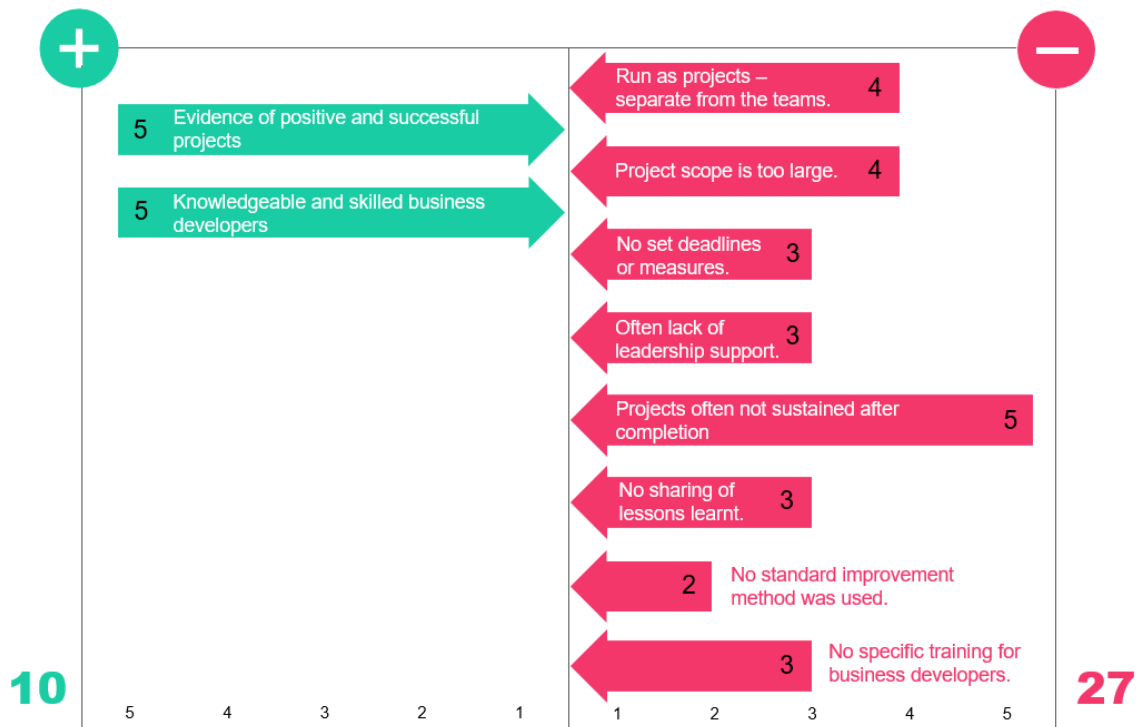 +
−
Evidence of positive and successful
projects
5
Knowledgeable and skilled business
developers
5
Run as projects –
separate from the teams.
4
Project scope is too large.
4
No set deadlines
or measures.
3
Often lack of
leadership support.
3
Projects often not sustained after
completion
5
No sharing of
lessons learnt.
3
2
No standard improvement
method was used.
3
No specific training for
business developers.
10
27
5 4 3 2 1 1 2 3 4 5